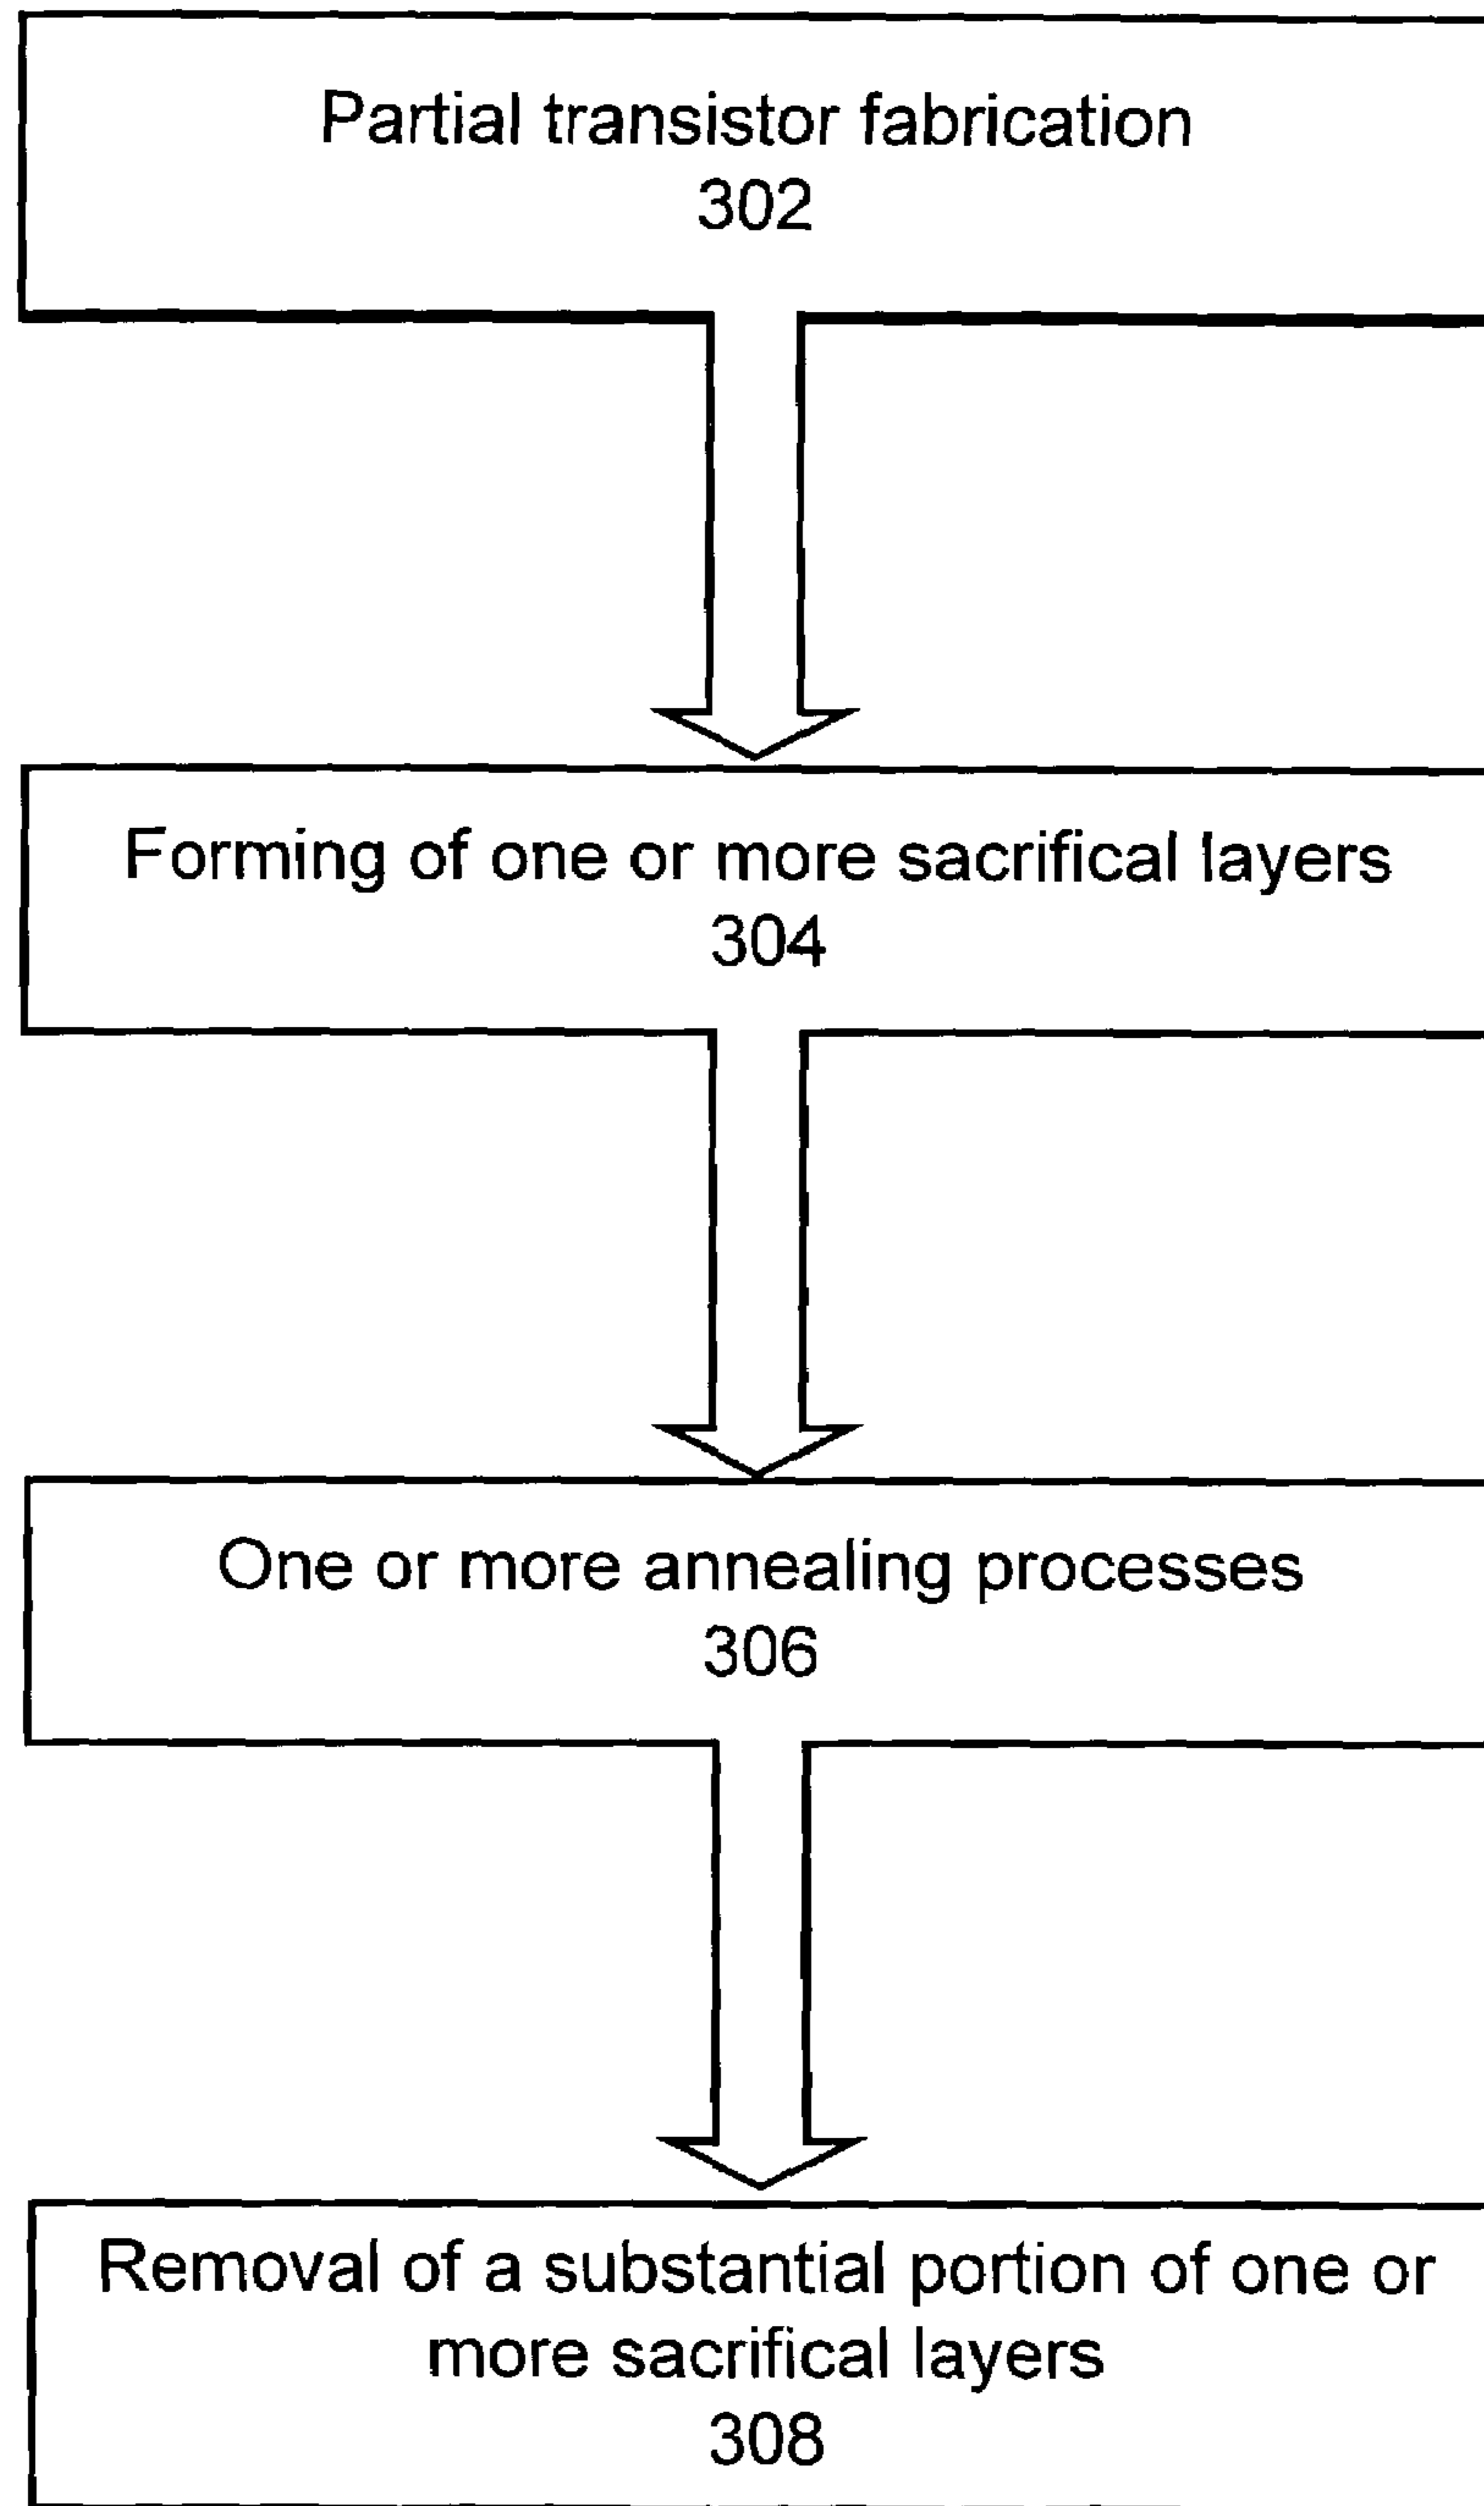 Partial transistor fabrication
302
Forming of one or more sacrifical layers
304
One or more annealing processes
306
Removal of a substantial portion of one or
more sacrifical layers
308